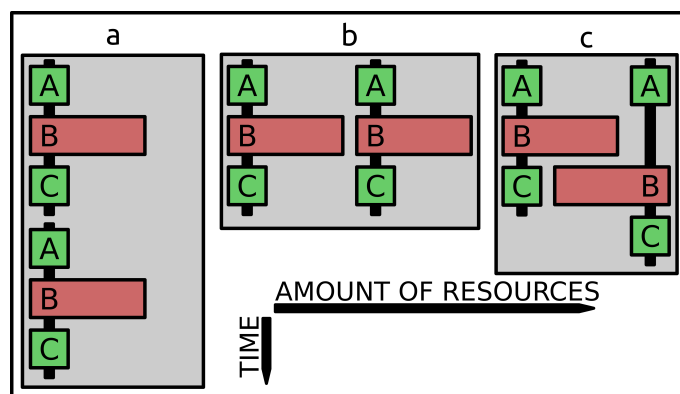 a b c
A A A A
B B B
C C C B
A C
B
C
AMOUNT OF RESOURCES
TIME